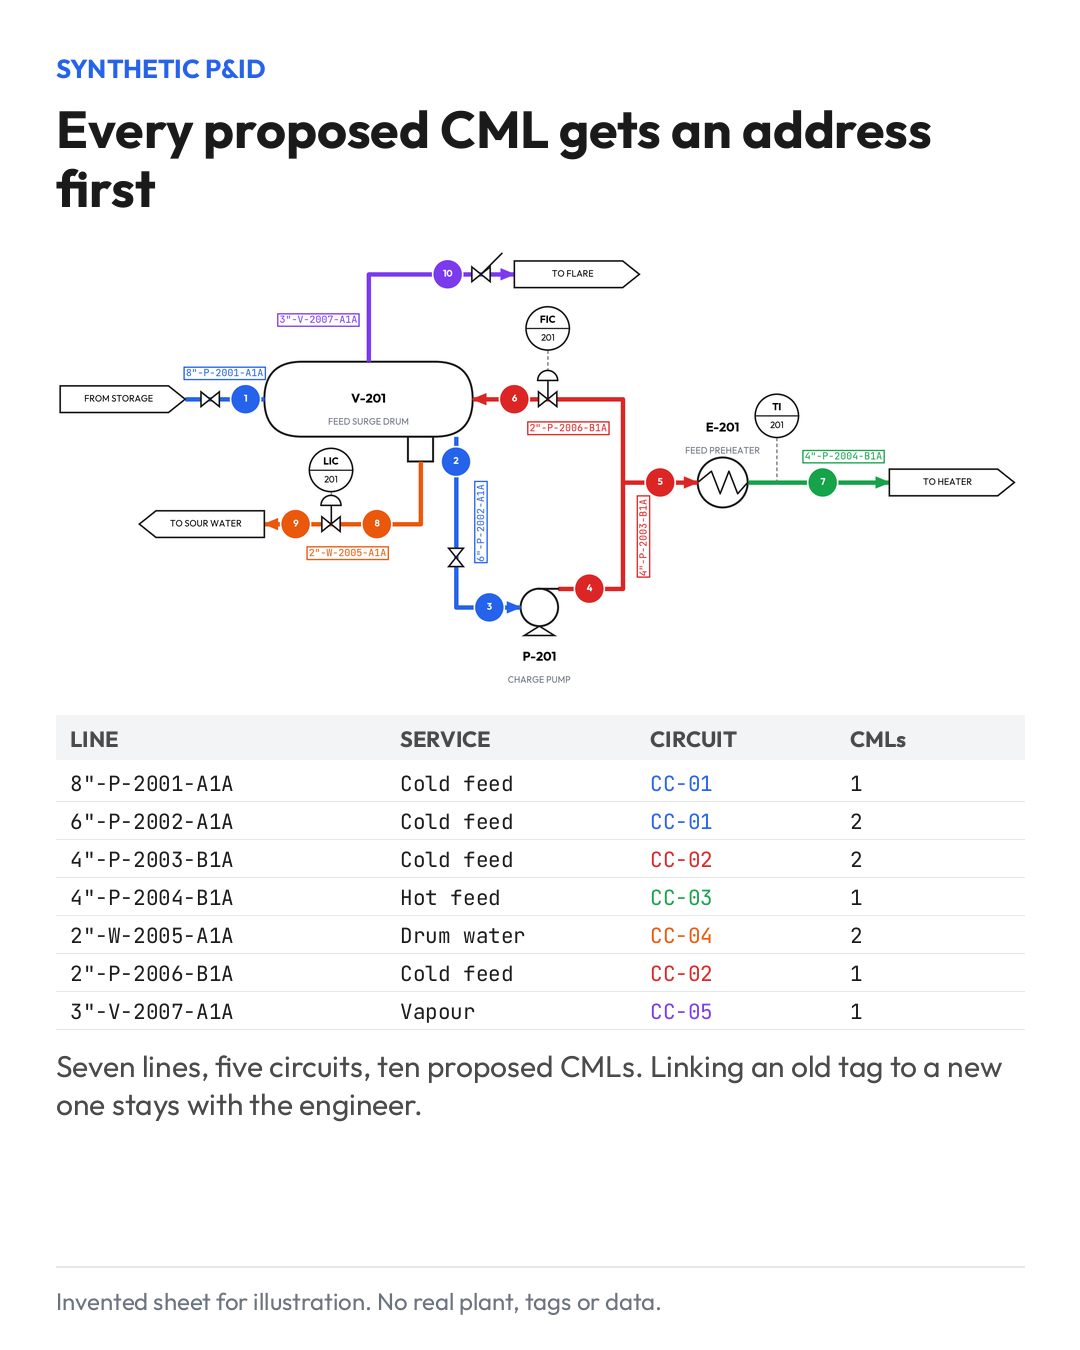 SYNTHETIC P&ID
Every proposed CML gets an address
first
10
TO FLARE
3"-V-2007-A1A
FIC
201
8"-P-2001-A1A
FROM STORAGE
1
V-201
FEED SURGE DRUM
6
2"-P-2006-B1A
TI
201
E-201
FEED PREHEATER
4"-P-2004-B1A
LIC
201
2
5
7
TO HEATER
6"-P-2002-A1A
4"-P-2003-B1A
TO SOUR WATER
9
8
2"-W-2005-A1A
3
4
P-201
CHARGE PUMP
LINE SERVICE CIRCUIT CMLs
8"-P-2001-A1A Cold feed CC-01 1
6"-P-2002-A1A Cold feed CC-01 2
4"-P-2003-B1A Cold feed CC-02 2
4"-P-2004-B1A Hot feed CC-03 1
2"-W-2005-A1A Drum water CC-04 2
2"-P-2006-B1A Cold feed CC-02 1
3"-V-2007-A1A Vapour CC-05 1
Seven lines, five circuits, ten proposed CMLs. Linking an old tag to a new
one stays with the engineer.
Invented sheet for illustration. No real plant, tags or data.